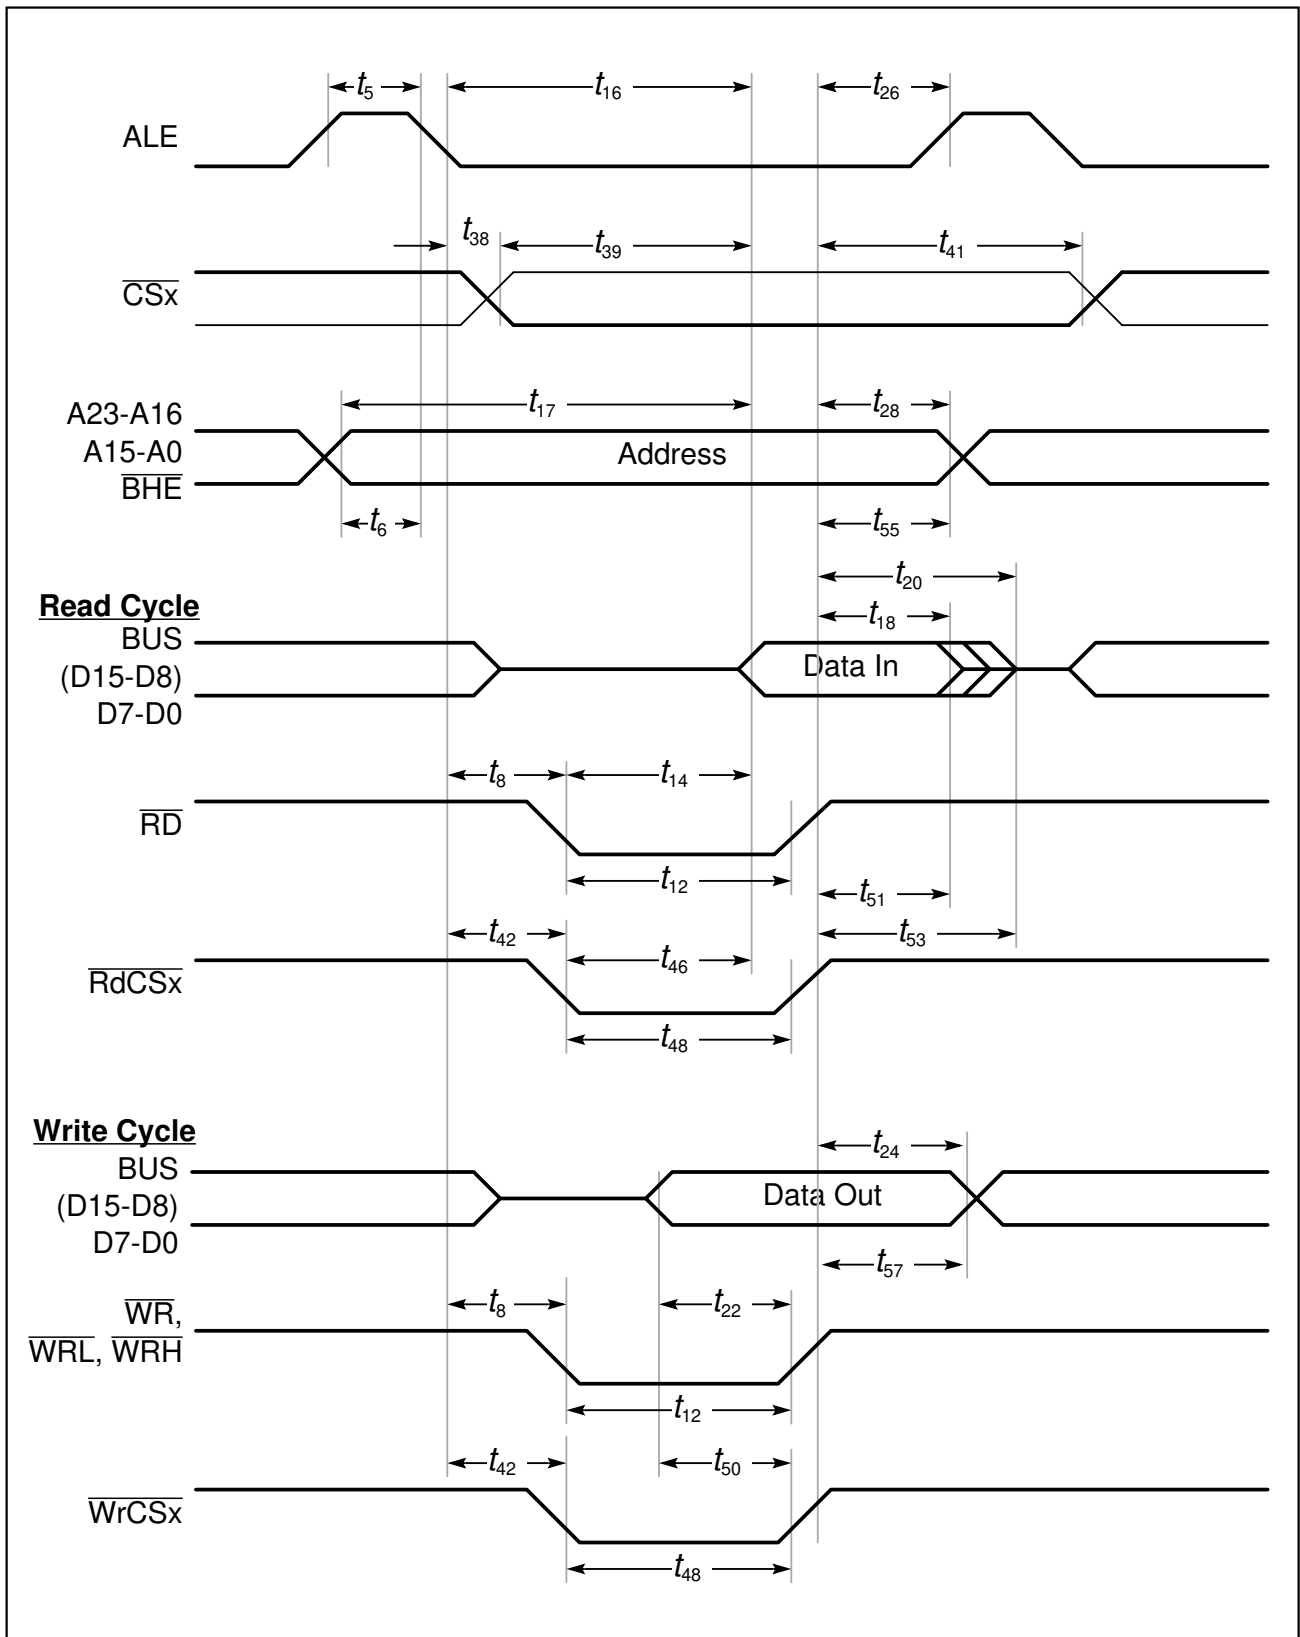 t5 t16 t26
ALE
t38 t39 t41
CSx
A23-A16
t17 t28
A15-A0
Address
BHE
t6 t55
t20
Read Cycle
t18
BUS
(D15-D8)
Data In
D7-D0
t8 t14
RD
t12
t51
t42 t46 t53
RdCSx
t48
Write Cycle
t24
BUS
(D15-D8)
Data Out
D7-D0
t57
WR,
t8 t22
WRL, WRH
t12
t42 t50
WrCSx
t48